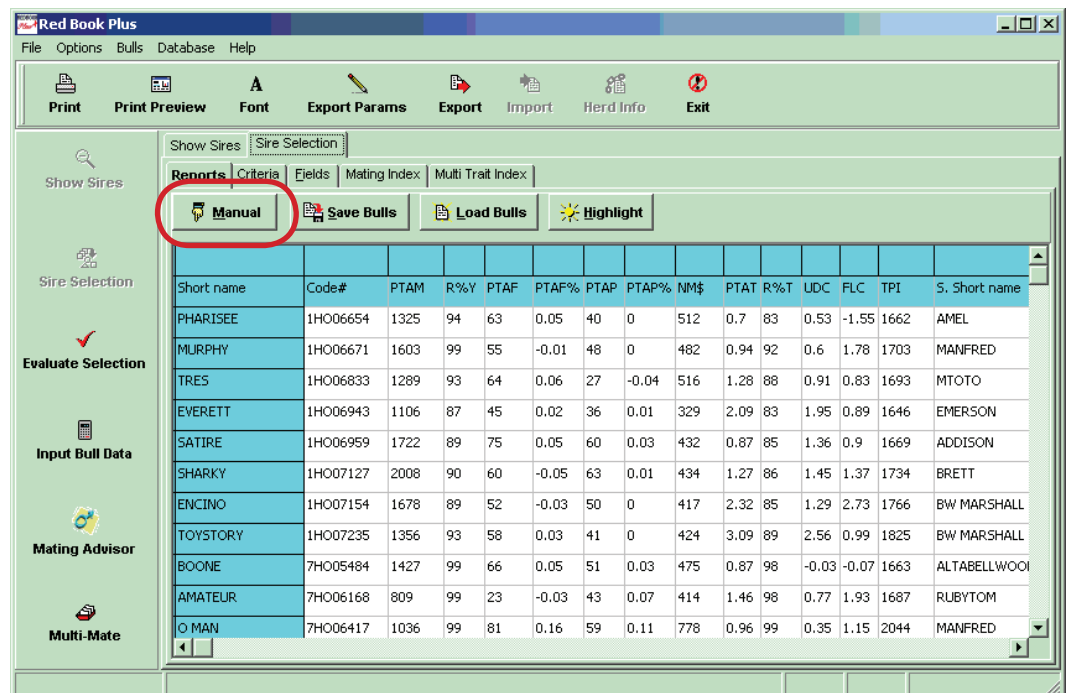 Red Book Plus
File Options Bulls Database Help
Print Print Preview Font Export Params Export Import Herd Info Exit
Show Sires
Sire Selection
Evaluate Selection
Input Bull Data
Mating Advisor
Multi-Mate
Show Sires Sire Selection
Reports Criteria Fields Mating Index Multi Trait Index
Manual Save Bulls Load Bulls Highlight
Short name Code# PTAM R%Y PTAF PTAF% PTAP PTAP% NM$ PTAT R%T UDC FLC TPI S. Short name
PHARISEE 1HO06654 1325 94 63 0.05 40 0 512 0.7 83 0.53 -1.55 1662 AMEL
MURPHY 1HO06671 1603 99 55 -0.01 48 0 482 0.94 92 0.6 1.78 1703 MANFRED
TRES 1HO06833 1289 93 64 0.06 27 -0.04 516 1.28 88 0.91 0.83 1693 MTOTO
EVERETT 1HO06943 1106 87 45 0.02 36 0.01 329 2.09 83 1.95 0.89 1646 EMERSON
SATIRE 1HO06959 1722 89 75 0.05 60 0.03 432 0.87 85 1.36 0.9 1669 ADDISON
SHARKY 1HO07127 2008 90 60 -0.05 63 0.01 434 1.27 86 1.45 1.37 1734 BRETT
ENCINO 1HO07154 1678 89 52 -0.03 50 0 417 2.32 85 1.29 2.73 1766 BW MARSHALL
TOYSTORY 1HO07235 1356 93 58 0.03 41 0 424 3.09 89 2.56 0.99 1825 BW MARSHALL
BOONE 7HO05484 1427 99 66 0.05 51 0.03 475 0.87 98 -0.03 -0.07 1663 ALTABELLWOO
AMATEUR 7HO06168 809 99 23 -0.03 43 0.07 414 1.46 98 0.77 1.93 1687 RUBYTOM
O MAN 7HO06417 1036 99 81 0.16 59 0.11 778 0.96 99 0.35 1.15 2044 MANFRED